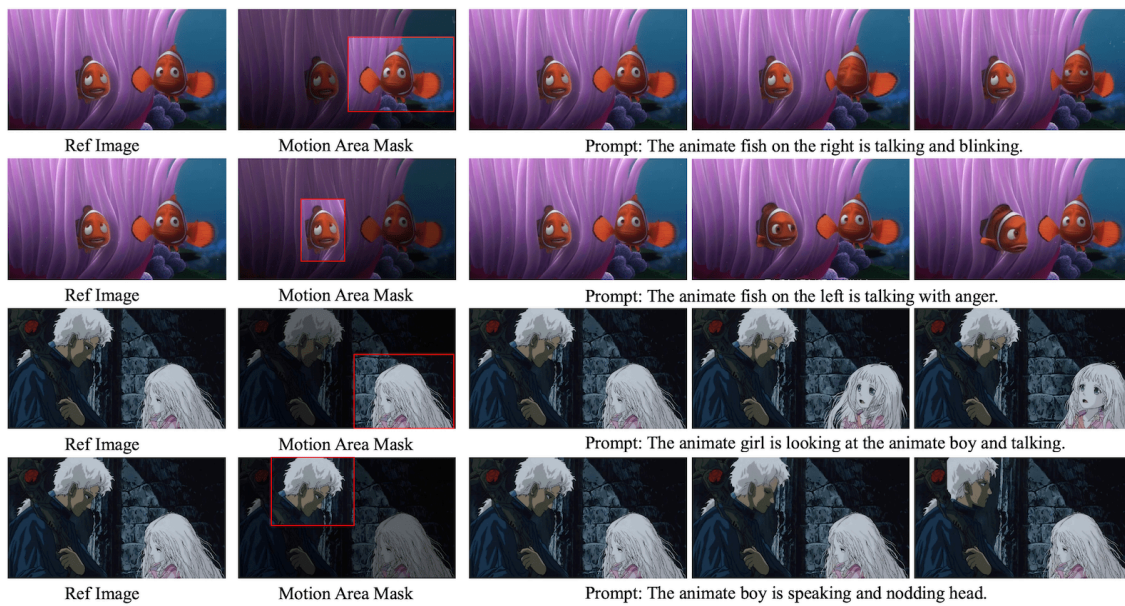 Ref Image
Motion Area Mask
Prompt: The animate fish on the right is talking and blinking.
Ref Image
Motion Area Mask
Prompt: The animate fish on the left is talking with anger.
Ref Image
Motion Area Mask
Prompt: The animate girl is looking at the animate boy and talking.
Ref Image
Motion Area Mask
Prompt: The animate boy is speaking and nodding head.